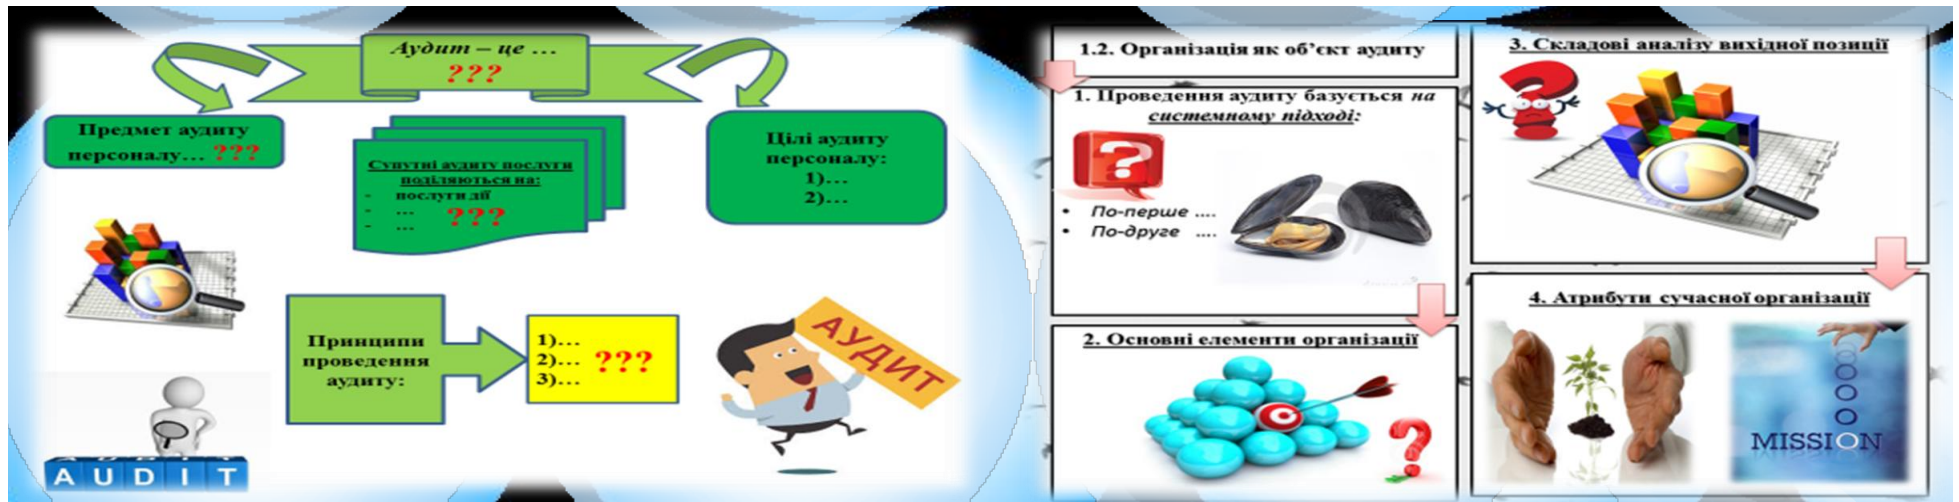 Аудит – це …
???
Предмет аудиту
персоналу… ???
Супутні аудиту послуги
поділяються на:
- послуги дії
- …
- … ???
Цілі аудиту
персоналу:
1)…
2)…
Принципи
проведення
аудиту:
1)…
2)… ???
3)…
АУДИТ
AUDIT
1.2. Організація як об’єкт аудиту
1. Проведення аудиту базується на
системному підході:
?
• По-перше ....
• По-друге ....
2. Основні елементи організації
?
3. Складові аналізу вихідної позиції
?
4. Атрибути сучасної організації
MISSION